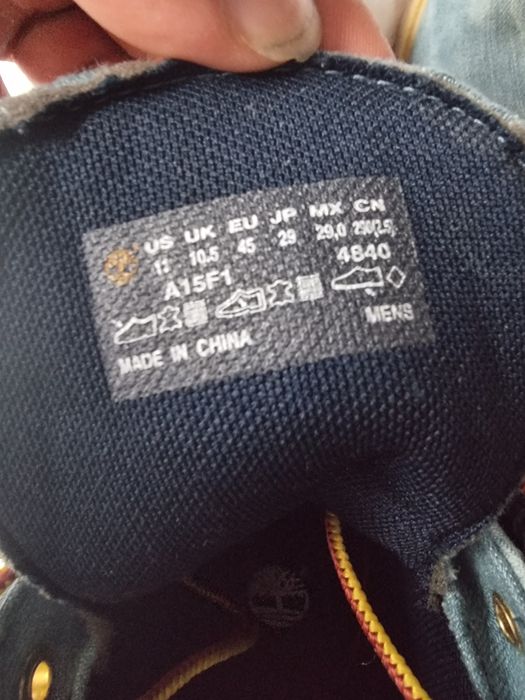 US UK EU JP MX CN
11 10.5 45 29 29.0 290(2.5)
A15F1 4840
MENS
MADE IN CHINA